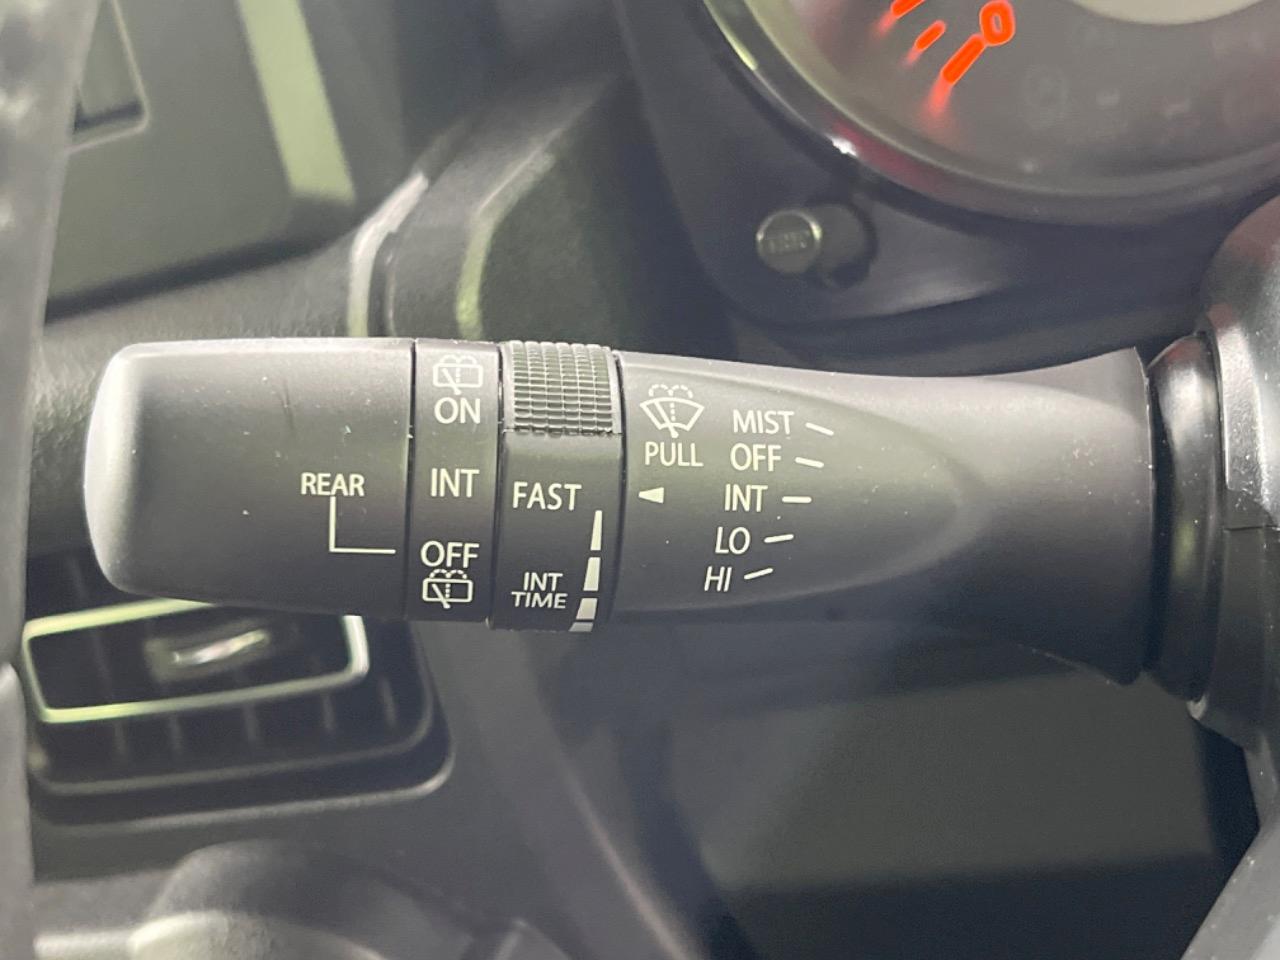 REAR
ON
INT
OFF
FAST
INT
TIME
PULL
MIST
OFF
INT
LO
HI